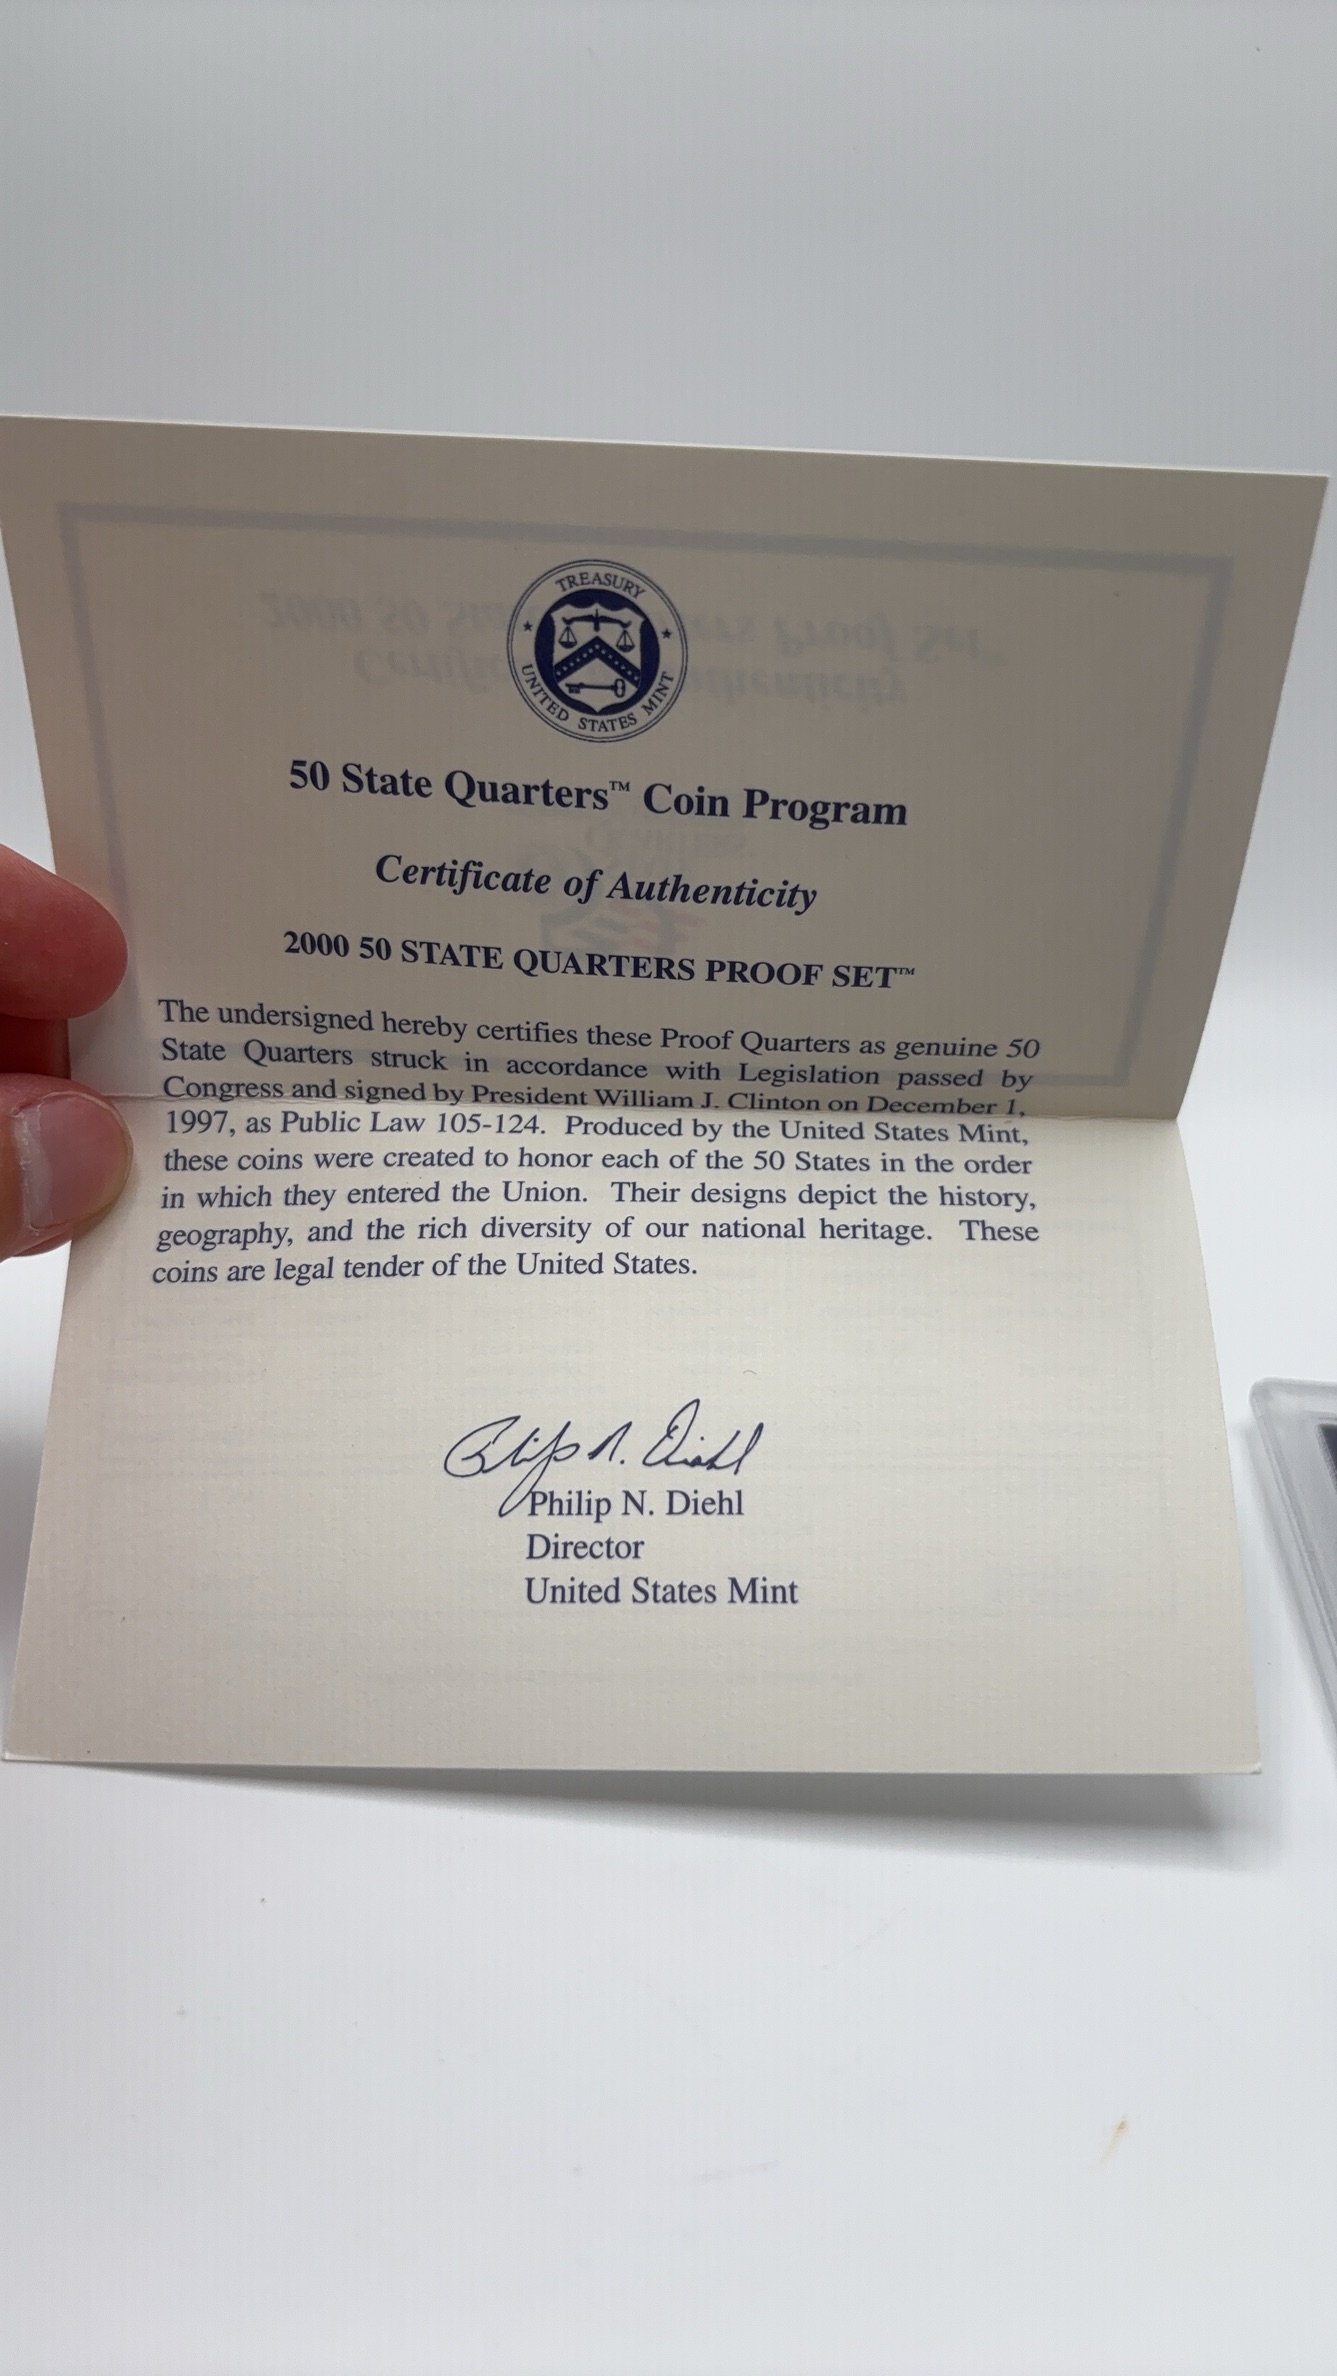 TREASURY
UNITED STATES MINT
50 State Quarters™ Coin Program
Certificate of Authenticity
2000 50 STATE QUARTERS PROOF SET™
The undersigned hereby certifies these Proof Quarters as genuine 50
State Quarters struck in accordance with Legislation passed by
Congress and signed by President William J. Clinton on December 1,
1997, as Public Law 105-124. Produced by the United States Mint,
these coins were created to honor each of the 50 States in the order
in which they entered the Union. Their designs depict the history,
geography, and the rich diversity of our national heritage. These
coins are legal tender of the United States.
Philip N. Diehl
Philip N. Diehl
Director
United States Mint